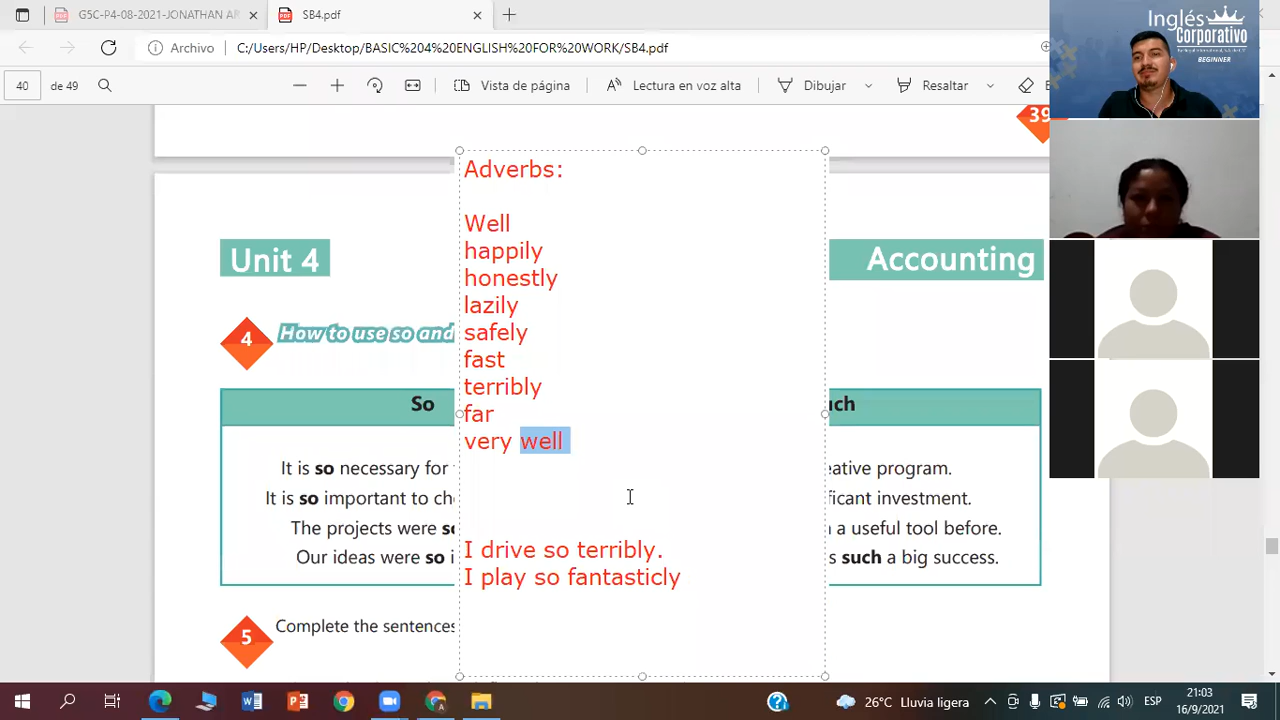 G5C-P4-08-2021-JONATHAN AR
SB4.pdf
Archivo
C:/Users/HP/Desktop/BASIC%204%20ENGLISH%20FOR%20WORK/SB4.pdf
40
de 49
Vista de página
Lectura en voz alta
Dibujar
Resaltar
Inglés
Corporativo
BEGINNER
39
Adverbs:
Well
happily
honestly
lazily
safely
fast
terribly
far
very well
I drive so terribly.
I play so fantasticly
Unit 4
Accounting
4
How to use so and
So
uch
It is so necessary for
eative program.
It is so important to ch
ficant investment.
The projects were so
a useful tool before.
Our ideas were so i
s such a big success.
5
Complete the sentences
26°C Lluvia ligera
ESP
21:03
16/9/2021